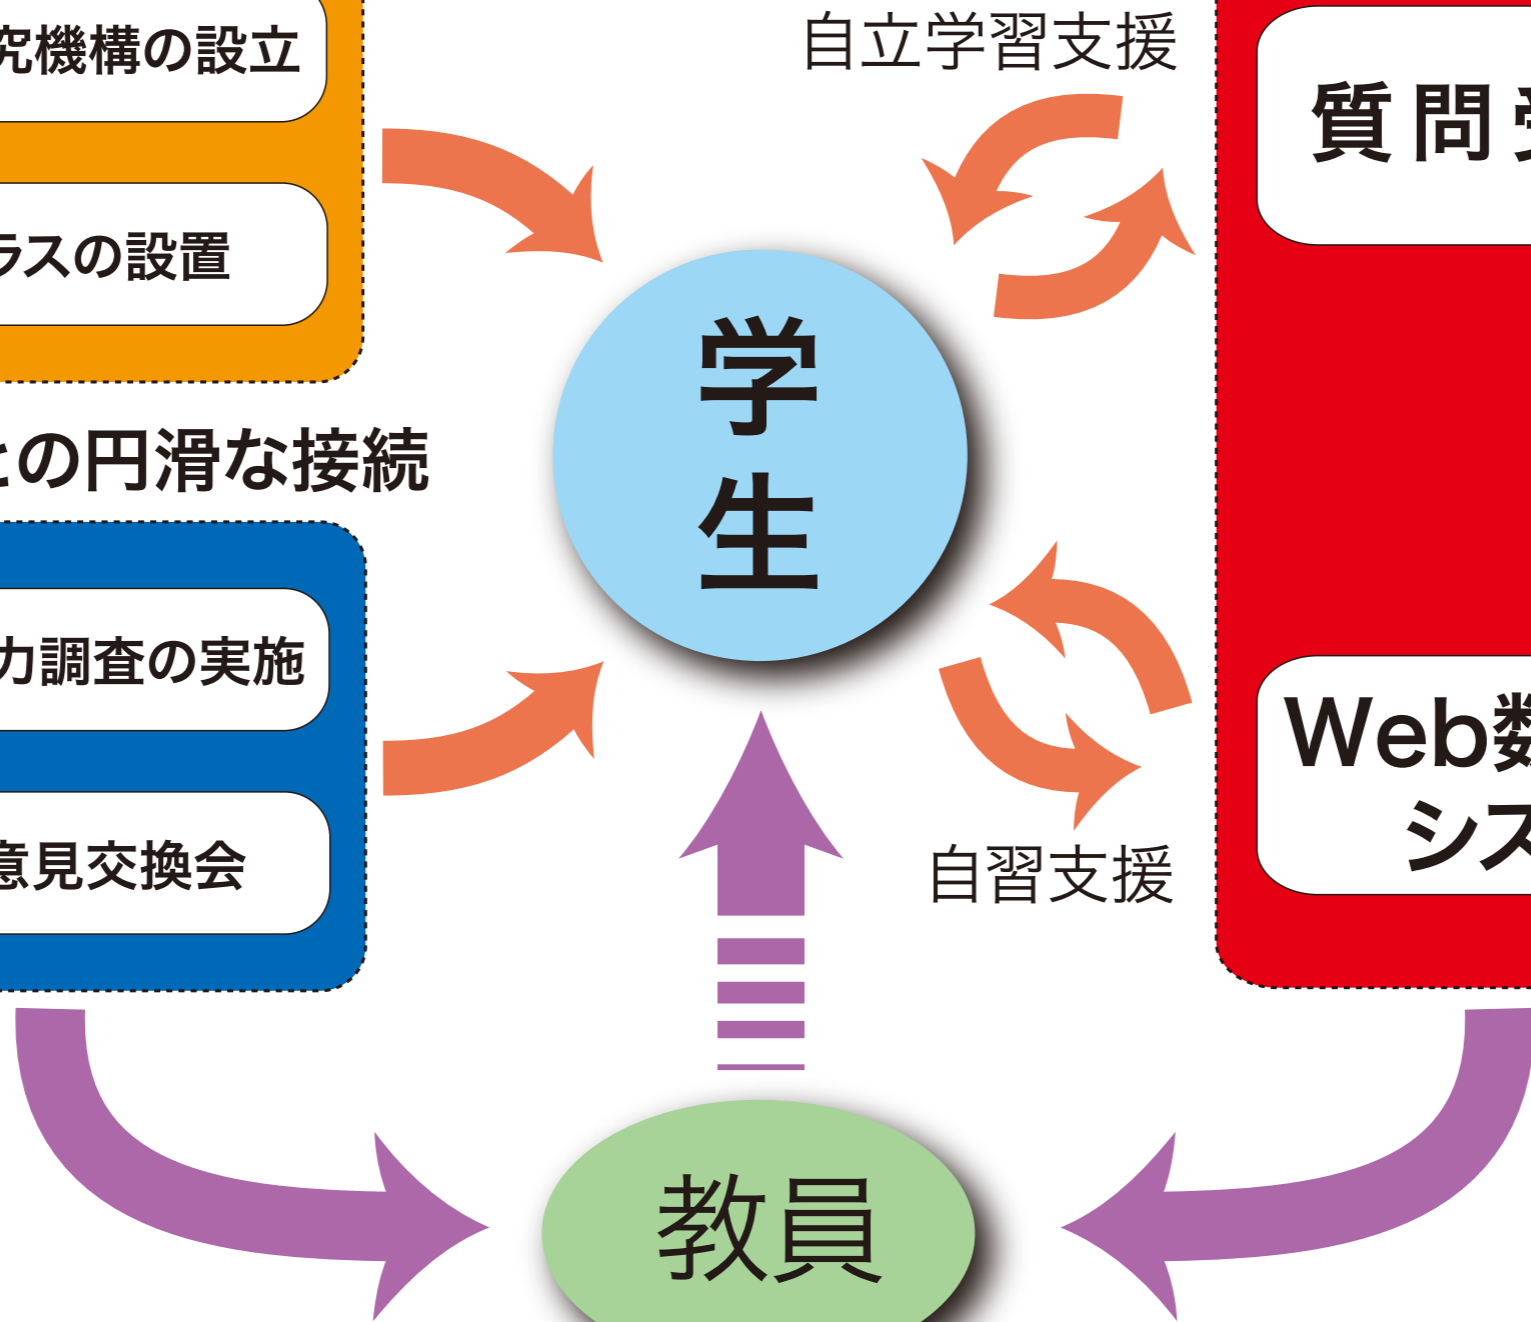 究機構の設立
ラスの設置
の円滑な接続
力調査の実施
意見交換会
自立学習支援
学
生
自習支援
教員
質問
Web数
シス